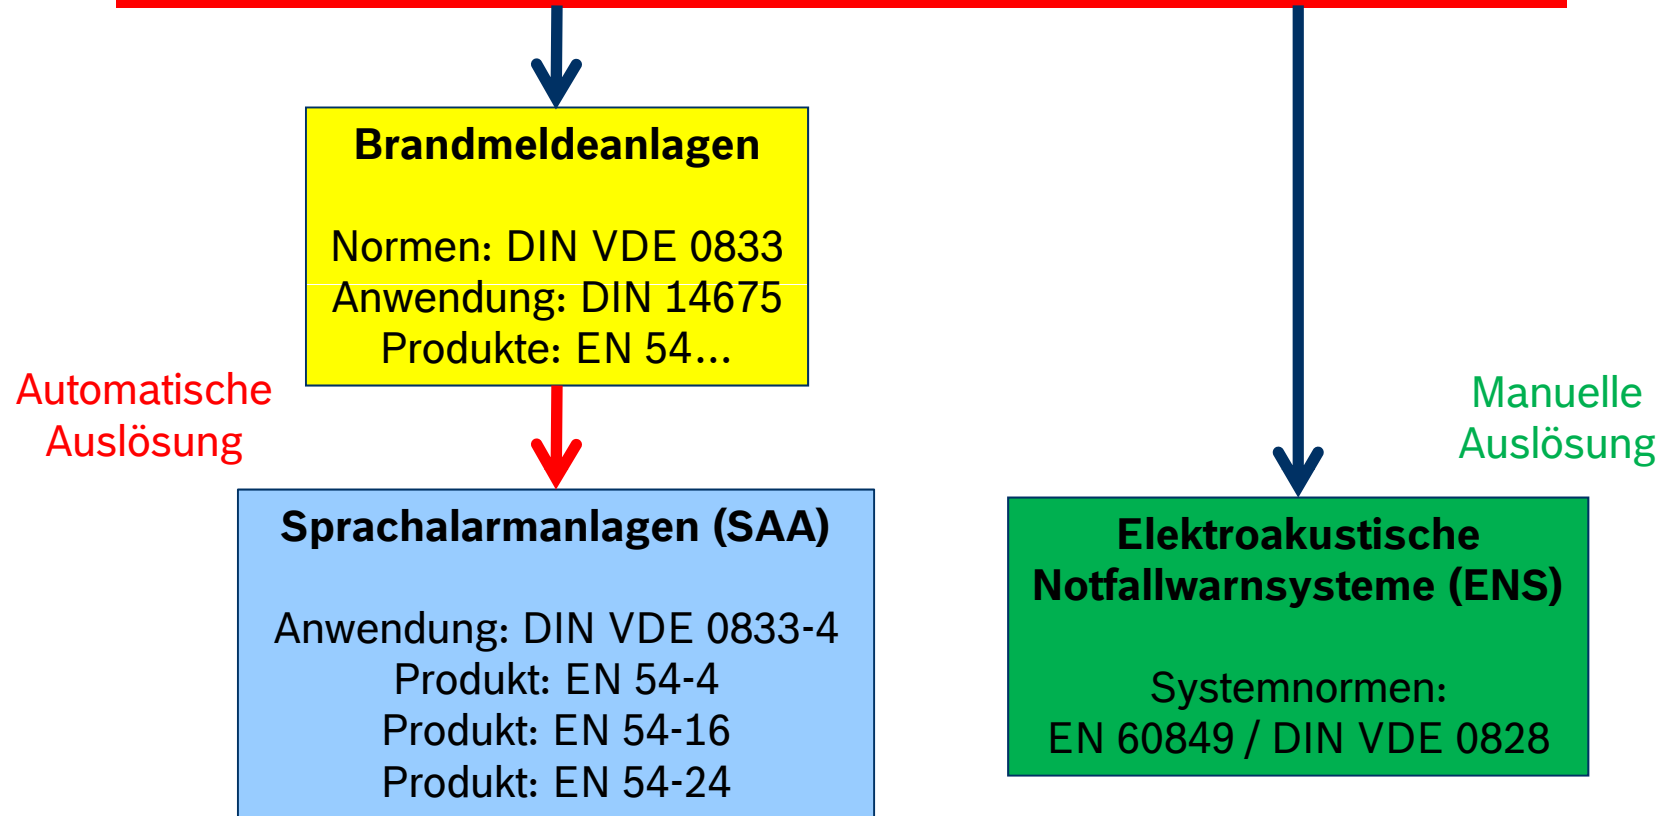 Brandmeldeanlagen
Normen: DIN VDE 0833
Anwendung: DIN 14675
Produkte: EN 54...
Automatische
Auslösung
Manuelle
Auslösung
Sprachalarmanlagen (SAA)
Anwendung: DIN VDE 0833-4
Produkt: EN 54-4
Produkt: EN 54-16
Produkt: EN 54-24
Elektroakustische
Notfallwarnsysteme (ENS)
Systemnormen:
EN 60849 / DIN VDE 0828